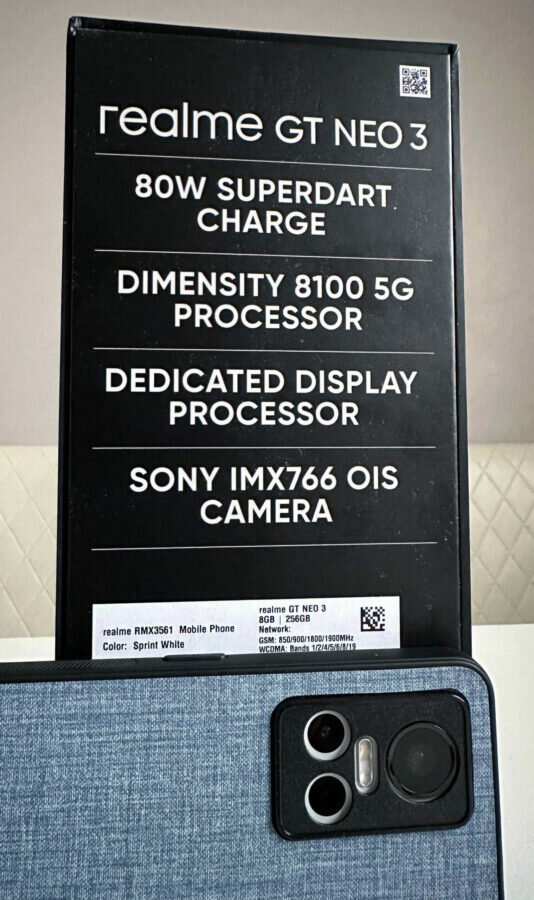 realme GT NEO 3
80W SUPERDART
CHARGE
DIMENSITY 8100 5G
PROCESSOR
DEDICATED DISPLAY
PROCESSOR
SONY IMX766 OIS
CAMERA
realme RMX3561 Mobile Phone
Color: Sprint White
realme GT NEO 3
8GB | 256GB
Network:
GSM: 850/900/1800/1900MHz
WCDMA: Bands 1/2/4/5/6/8/19